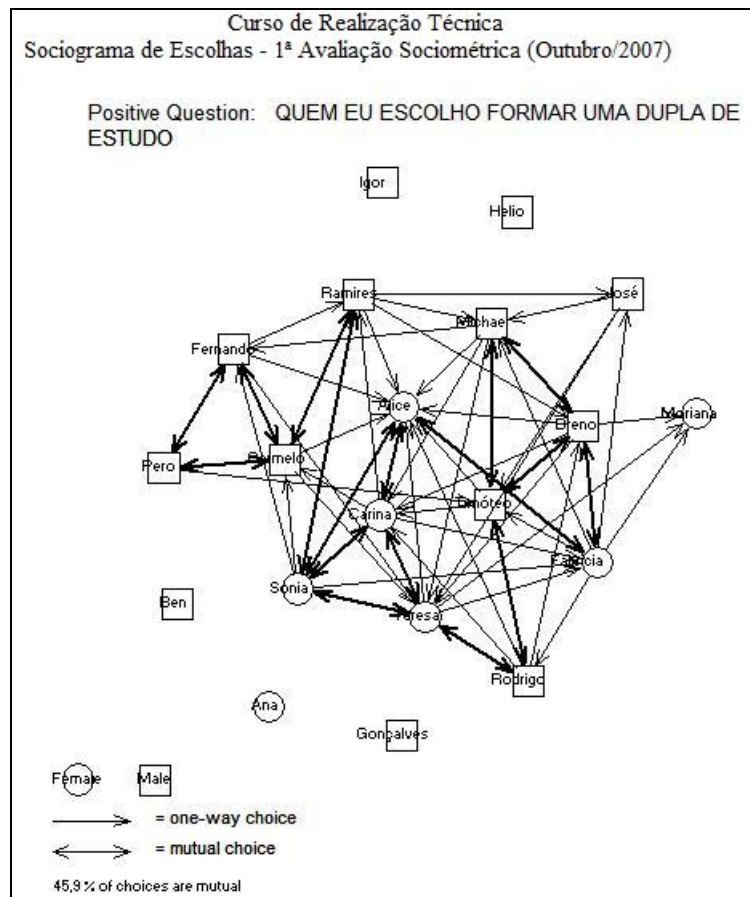 Curso de Realização Técnica
Sociograma de Escolhas - 1ª Avaliação Sociométrica (Outubro/2007)
Positive Question: QUEM EU ESCOLHO FORMAR UMA DUPLA DE
ESTUDO
Igor
Helio
Ramires
José
Michael
Fernando
Alice
Moriana
Breno
Pero
Carina
Sonia
Ben
Rodrigo
Ana
Gonçalves
Female Male
= one-way choice
= mutual choice
45,9 % of choices are mutual